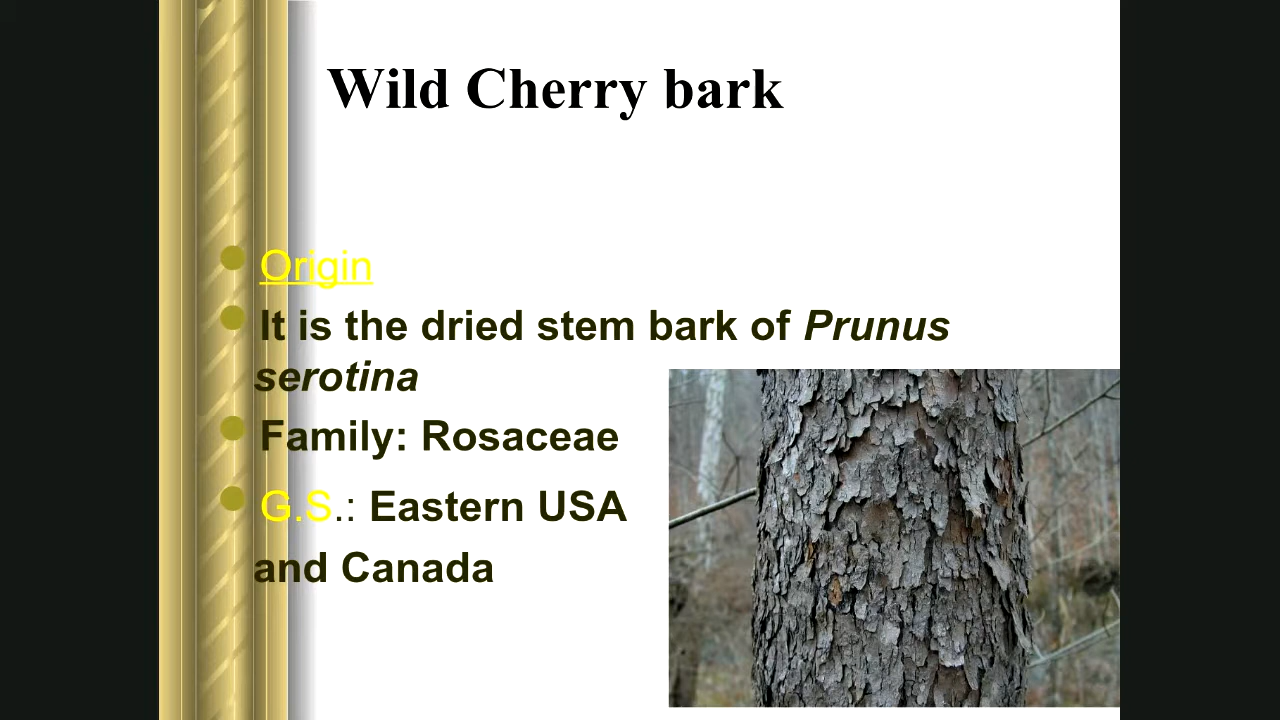 Wild Cherry bark
Origin
It is the dried stem bark of Prunus
serotina
Family: Rosaceae
G.S.: Eastern USA
and Canada